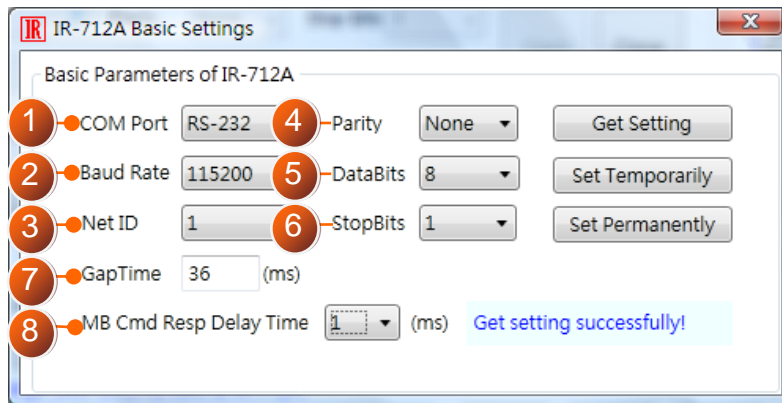 IR IR-712A Basic Settings
Basic Parameters of IR-712A
1 COM Port RS-232 4 Parity None Get Setting
2 Baud Rate 115200 5 DataBits 8 Set Temporarily
3 Net ID 1 6 StopBits 1 Set Permanently
7 GapTime 36 (ms)
8 MB Cmd Resp Delay Time 1 (ms) Get setting successfully!